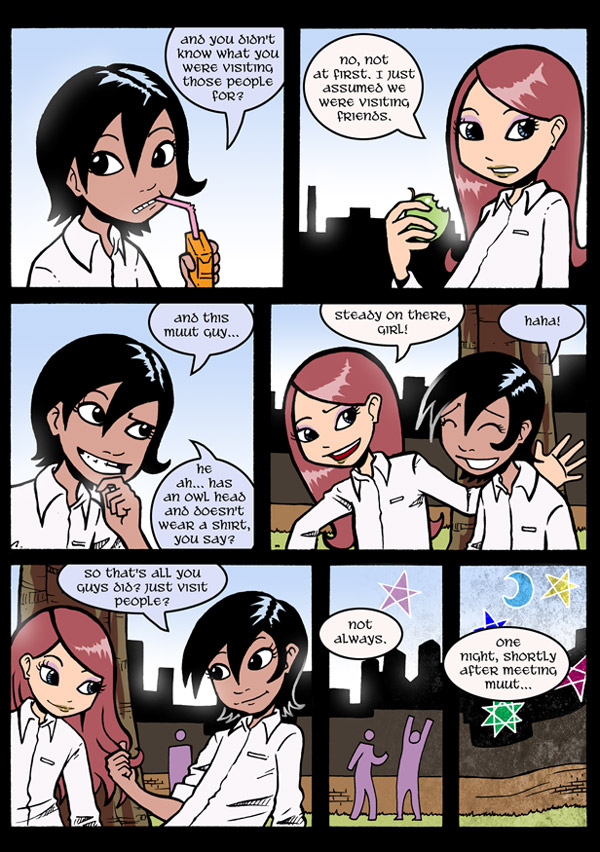 and you didn't
know what you
were visiting
those people
for?
no, not
at first. I just
assumed we
were visiting
friends.
and this
muut guy...
he
ah... has
an owl head
and doesn't
wear a shirt,
you say?
steady on there,
girl!
haha!
so that's all you
guys did? just visit
people?
not
always.
one
night, shortly
after meeting
muut...